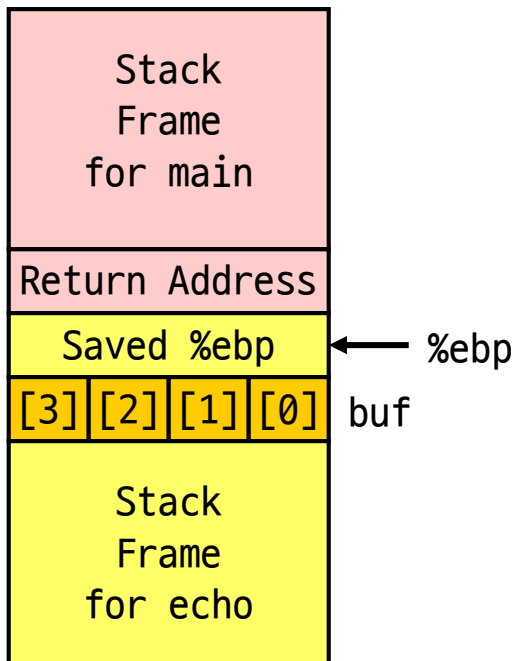 Stack
Frame
for main
Return Address
Saved %ebp
%ebp
[3] [2] [1] [0]
buf
Stack
Frame
for echo